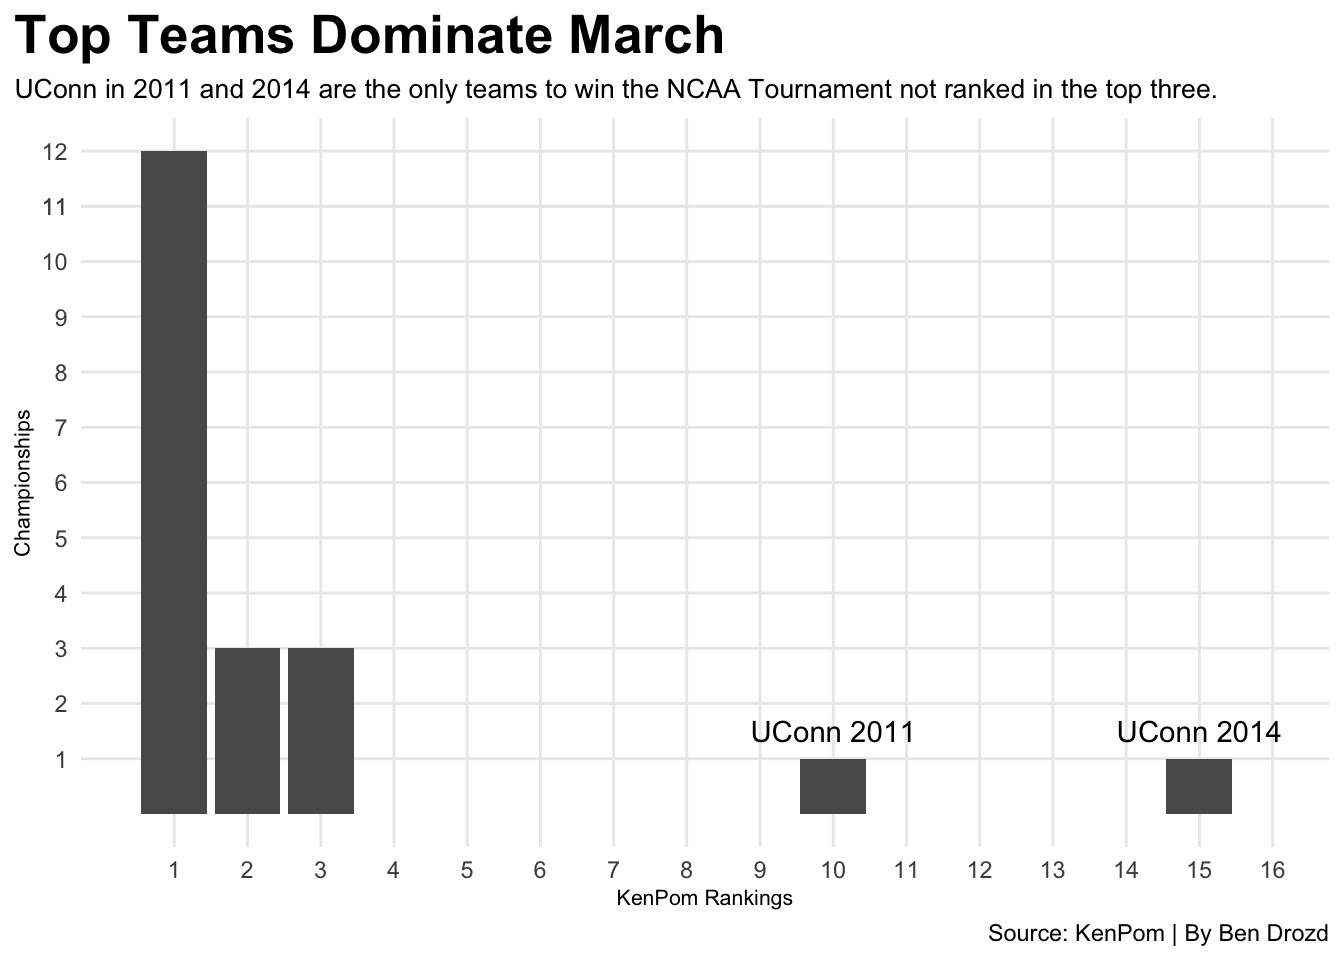 Top Teams Dominate March
UConn in 2011 and 2014 are the only teams to win the NCAA Tournament not ranked in the top three.
12
11
10
9
8
7
6
5
4
3
2
1
Championships
UConn 2011
UConn 2014
1 2 3 4 5 6 7 8 9 10 11 12 13 14 15 16
KenPom Rankings
Source: KenPom | By Ben Drozd